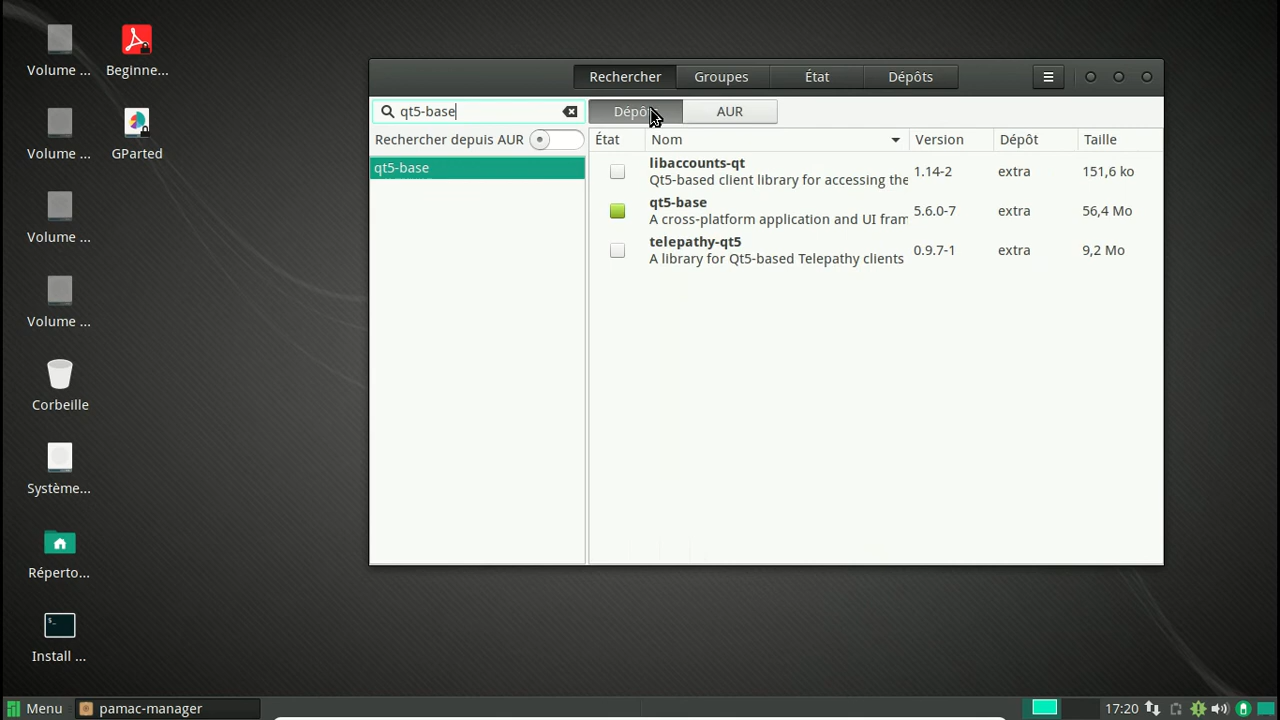 Volume ...
Beginne...
Volume ...
GParted
Volume ...
Volume ...
Corbeille
Système...
Réperto...
Install ...
Rechercher
Groupes
État
Dépôts
qt5-base
Dépôts
AUR
Rechercher depuis AUR
qt5-base
État
Nom
Version
Dépôt
Taille
libaccounts-qt
Qt5-based client library for accessing the
1.14-2
extra
151,6 ko
qt5-base
A cross-platform application and UI fram
5.6.0-7
extra
56,4 Mo
telepathy-qt5
A library for Qt5-based Telepathy clients
0.9.7-1
extra
9,2 Mo
Menu
pamac-manager
17:20